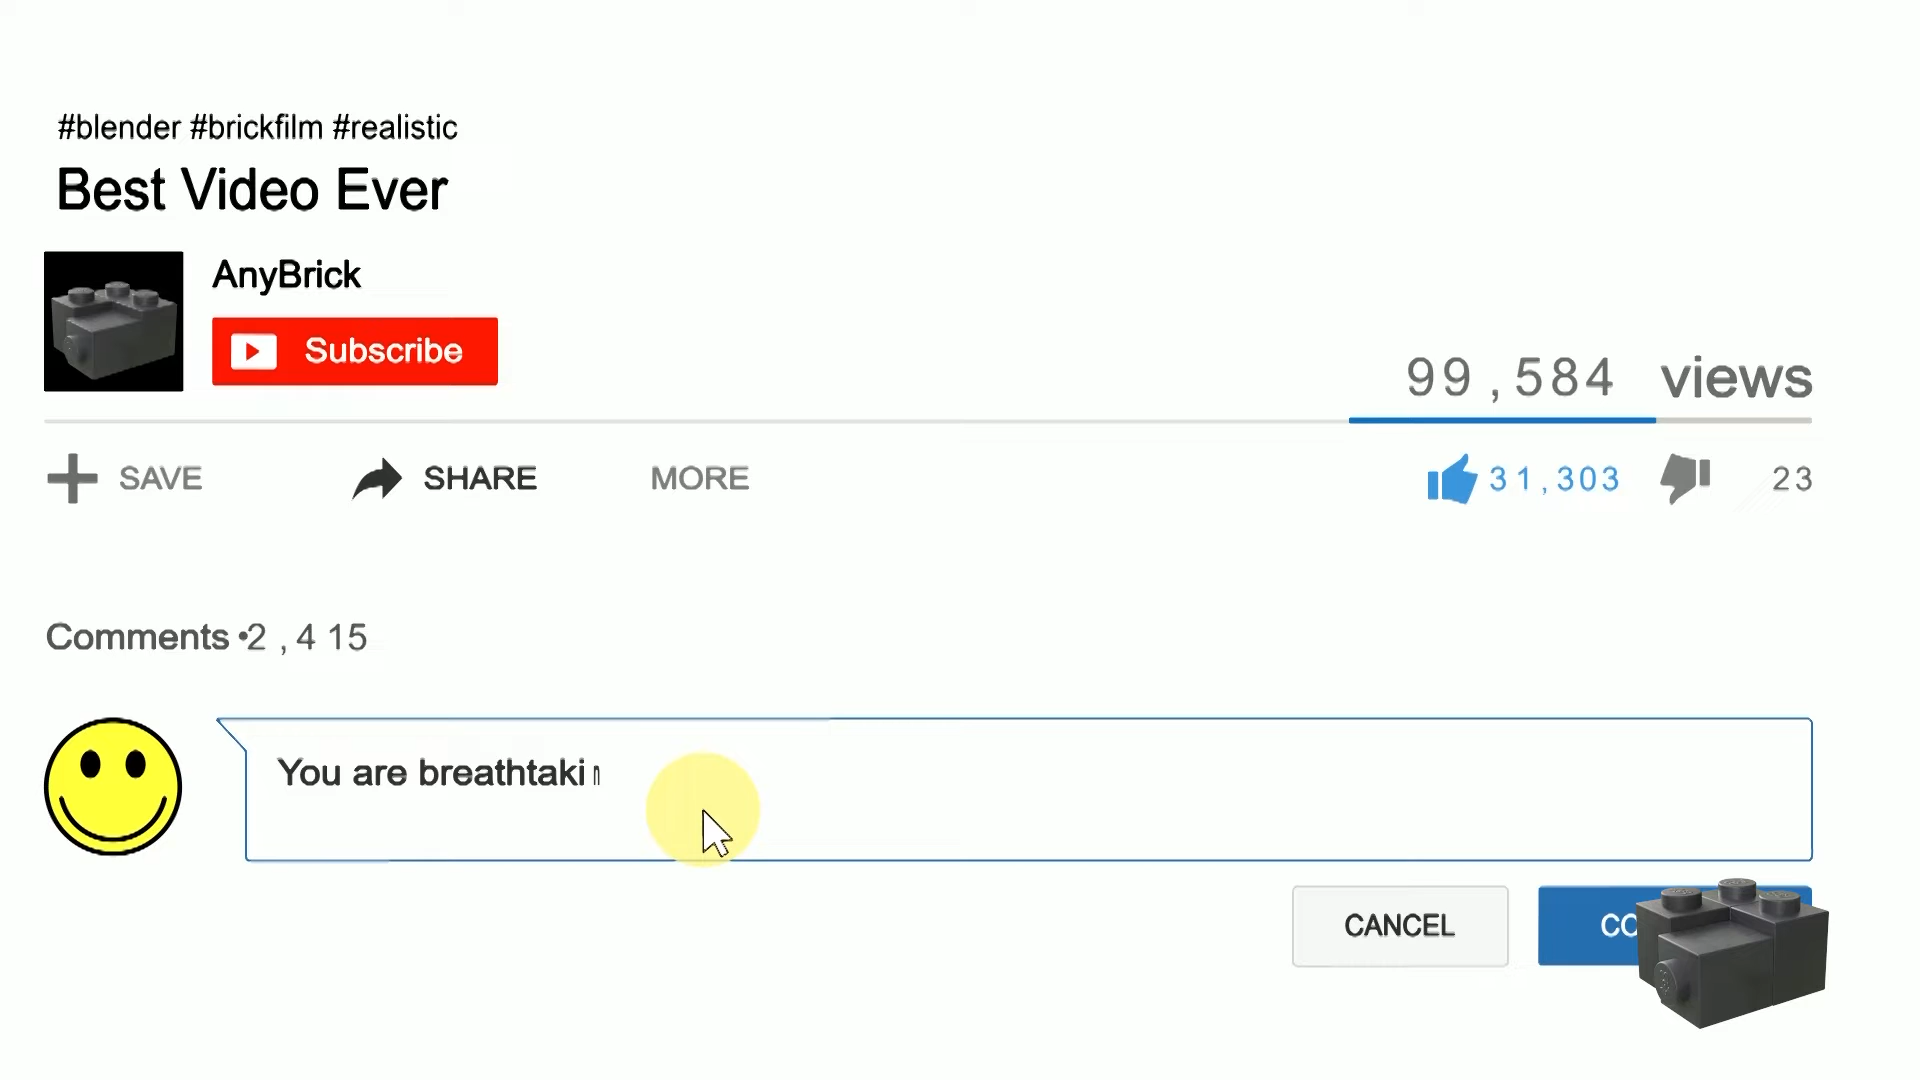 #blender #brickfilm #realistic
Best Video Ever
AnyBrick
Subscribe
99,584 views
SAVE SHARE MORE 31,303 23
Comments •2,415
You are breathtaki
CANCEL